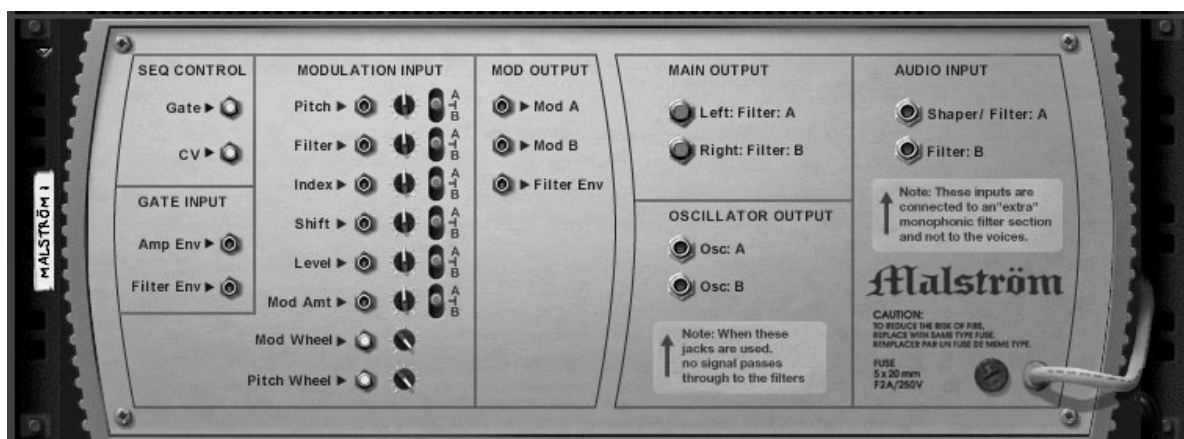 MALSTRÖM 1
SEQ CONTROL
Gate
CV
GATE INPUT
Amp Env
Filter Env
MODULATION INPUT
Pitch
A
B
Filter
A
B
Index
A
B
Shift
A
B
Level
A
B
Mod Amt
A
B
Mod Wheel
Pitch Wheel
MOD OUTPUT
Mod A
Mod B
Filter Env
MAIN OUTPUT
Left: Filter: A
Right: Filter: B
OSCILLATOR OUTPUT
Osc: A
Osc: B
Note: When these
jacks are used.
no signal passes
through to the filters
AUDIO INPUT
Shaper/ Filter: A
Filter: B
Note: These inputs are
connected to an"extra"
monophonic filter section
and not to the voices.
Malström
CAUTION:
TO REDUCE THE RISK OF FIRE,
REPLACE WITH SAME TYPE FUSE.
REMPLACER PAR UN FUSE DE MEME TYPE.
FUSE
5 x 20 mm
F2A/250V